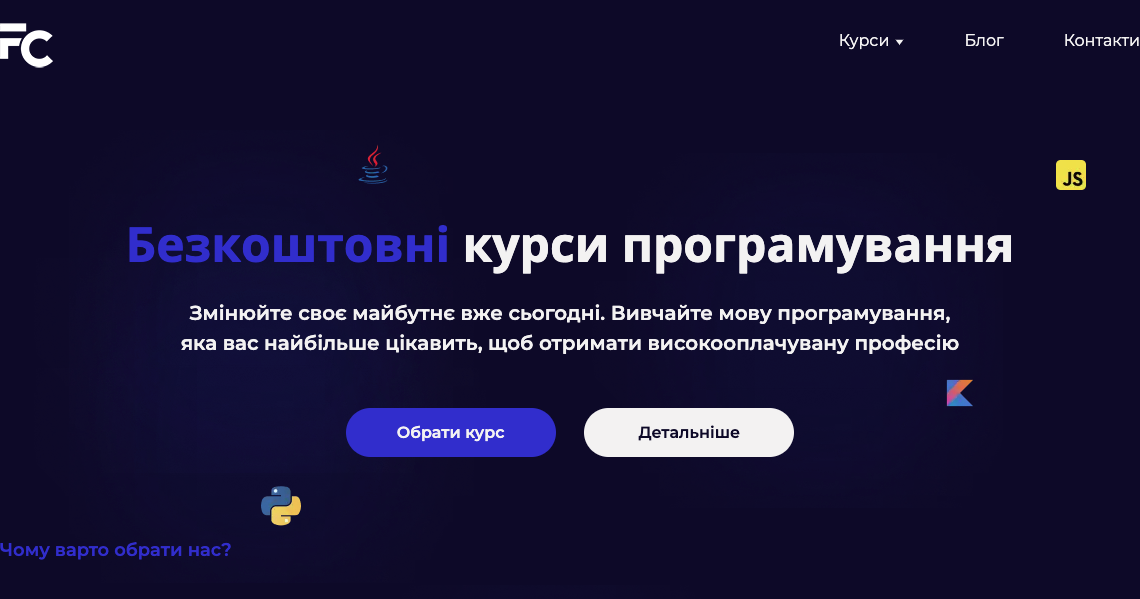 FC
Курси
Блог
Контакти
JS
Безкоштовні курси програмування
Змінюйте своє майбутнє вже сьогодні. Вивчайте мову програмування,
яка вас найбільше цікавить, щоб отримати високооплачувану професію
Обрати курс
Детальніше
Чому варто обрати нас?